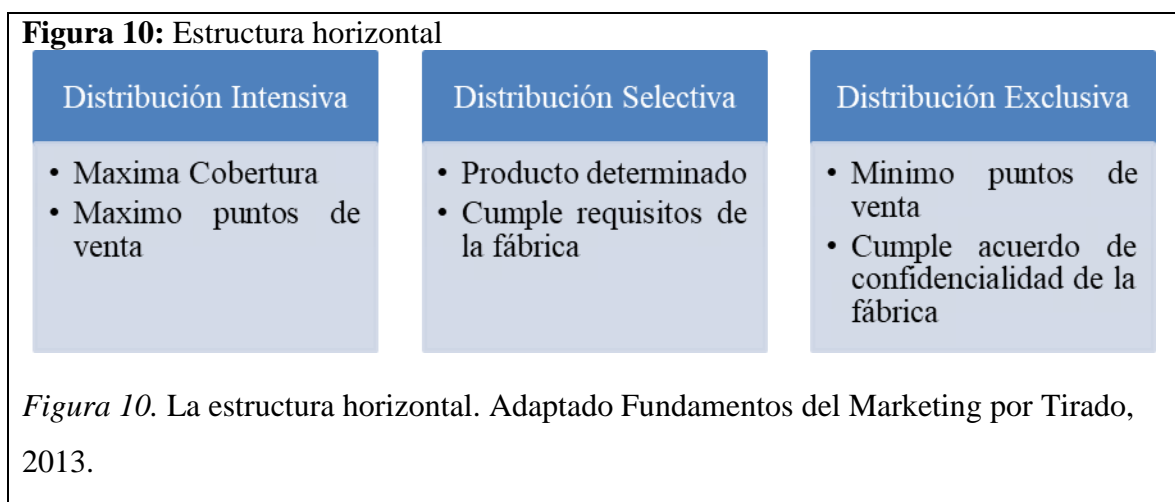 Figura 10: Estructura horizontal
Distribución Intensiva
• Maxima Cobertura
• Maximo puntos de
venta
Distribución Selectiva
• Producto determinado
• Cumple requisitos de
la fábrica
Distribución Exclusiva
• Minimo puntos de
venta
• Cumple acuerdo de
confidencialidad de la
fábrica
Figura 10. La estructura horizontal. Adaptado Fundamentos del Marketing por Tirado,
2013.